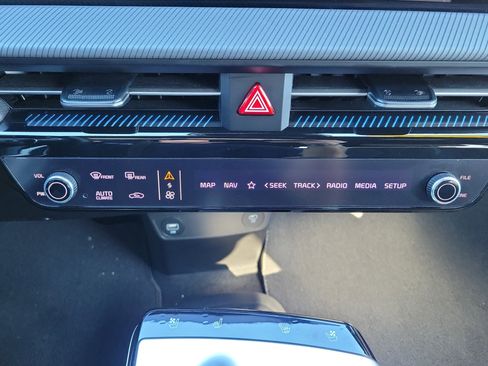 VOL
FRONT
REAR
PWR
AUTO
CLIMATE
MAP NAV <SEEK TRACK> RADIO MEDIA SETUP
FILE